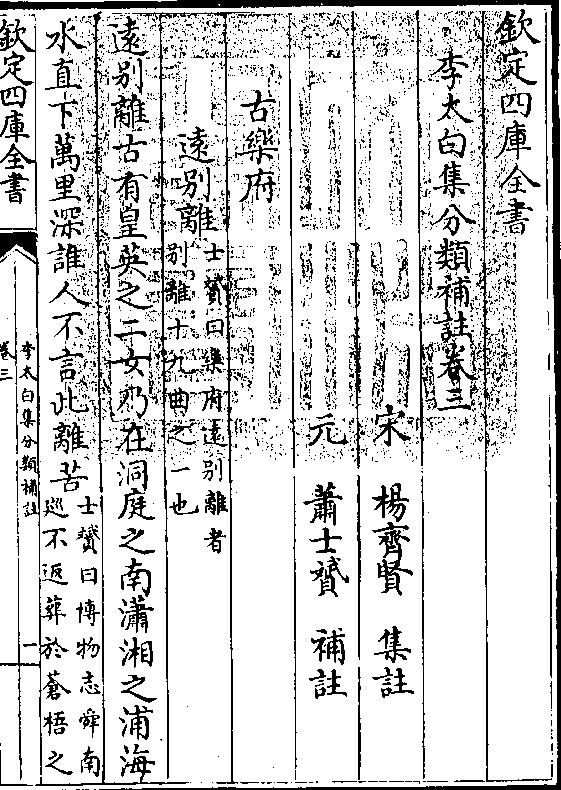 欽定四庫全書
李太白集分類補註卷三
宋 楊齊賢 集註
元 蕭士贇 補註
古樂府
遠別離
士贇曰樂府遠別離者
別離十九曲之一也
遠別離古有皇英之二女乃在洞庭之南瀟湘之浦海
水直下萬里深誰人不言此離苦
士贇曰博物志舜南
巡不返葬於蒼梧之
欽定四庫全書
李太白集分類補註
卷三
一